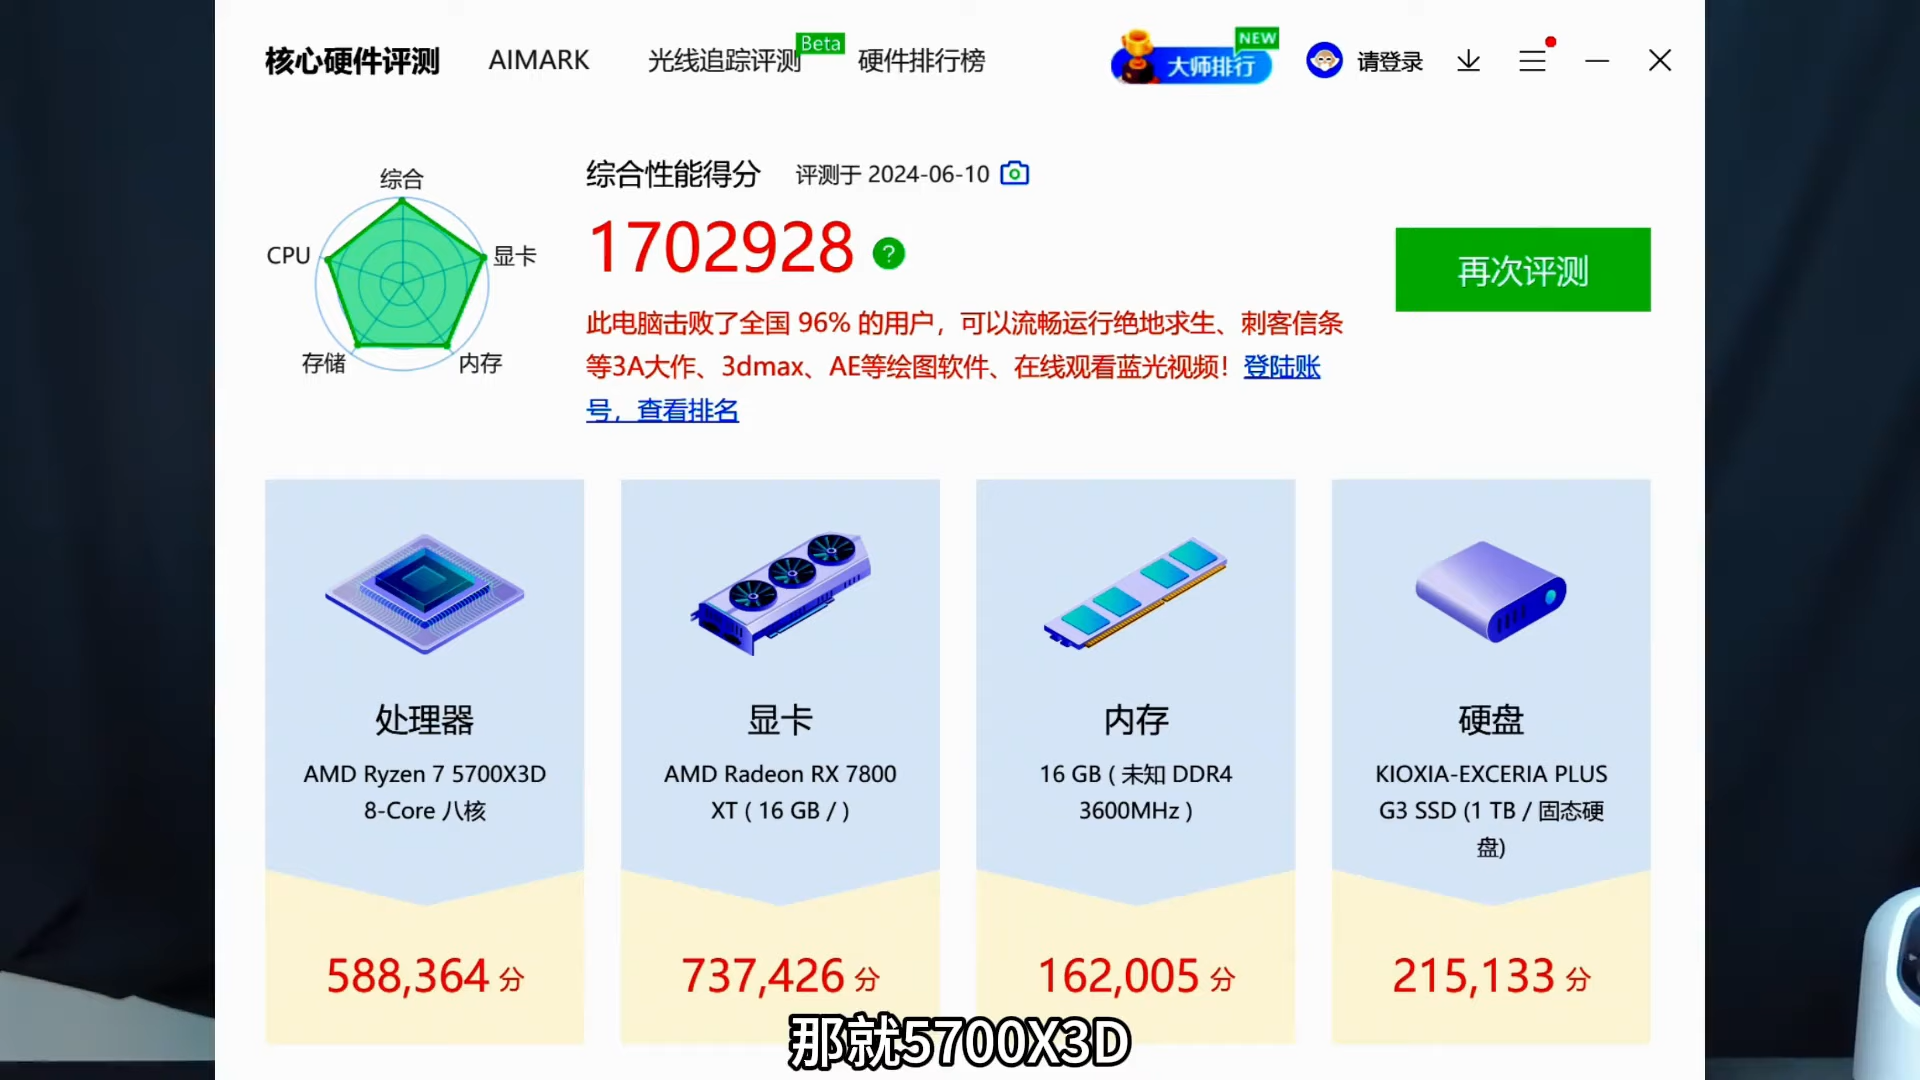 核心硬件评测
AIMARK
光线追踪评测
Beta
硬件排行榜
大师排行
NEW
请登录
综合
CPU
显卡
存储
内存
综合性能得分
评测于 2024-06-10
1702928
?
此电脑击败了全国 96% 的用户，可以流畅运行绝地求生、刺客信条
等3A大作、3dmax、AE等绘图软件、在线观看蓝光视频！登陆账
号，查看排名
再次评测
处理器
AMD Ryzen 7 5700X3D
8-Core 八核
588,364 分
显卡
AMD Radeon RX 7800
XT ( 16 GB / )
737,426 分
内存
16 GB ( 未知 DDR4
3600MHz )
162,005 分
硬盘
KIOXIA-EXCERIA PLUS
G3 SSD (1 TB / 固态硬
盘)
215,133 分
那就5700X3D